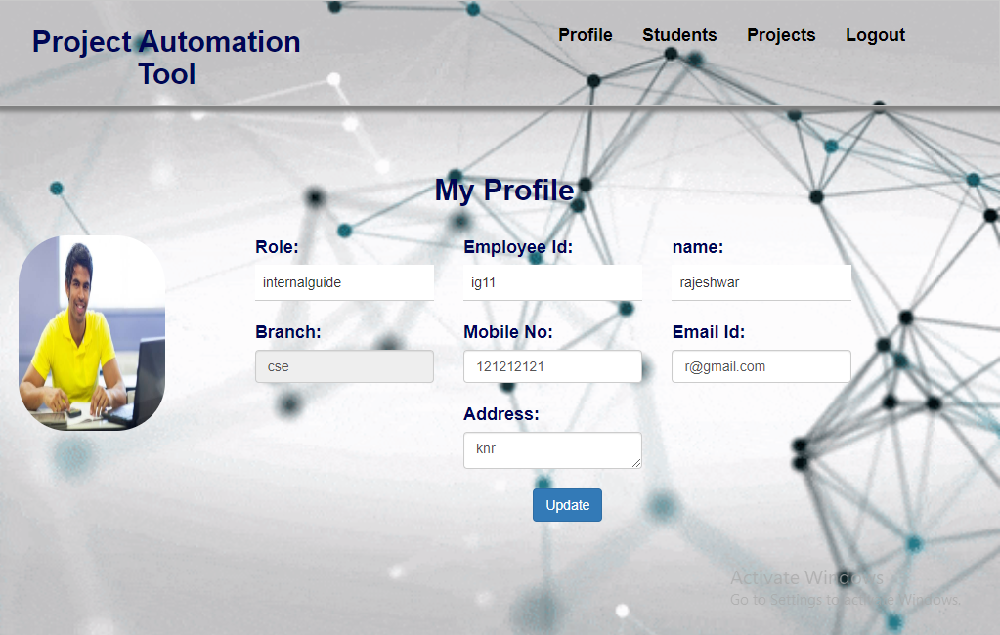 Project Automation
Tool
Profile Students Projects Logout
My Profile
Role: Employee Id: name:
internalguide ig11 rajeshwar
Branch: Mobile No: Email Id:
cse 121212121 r@gmail.com
Address:
knr
Update
Activate Windows
Go to Settings to activate Windows.